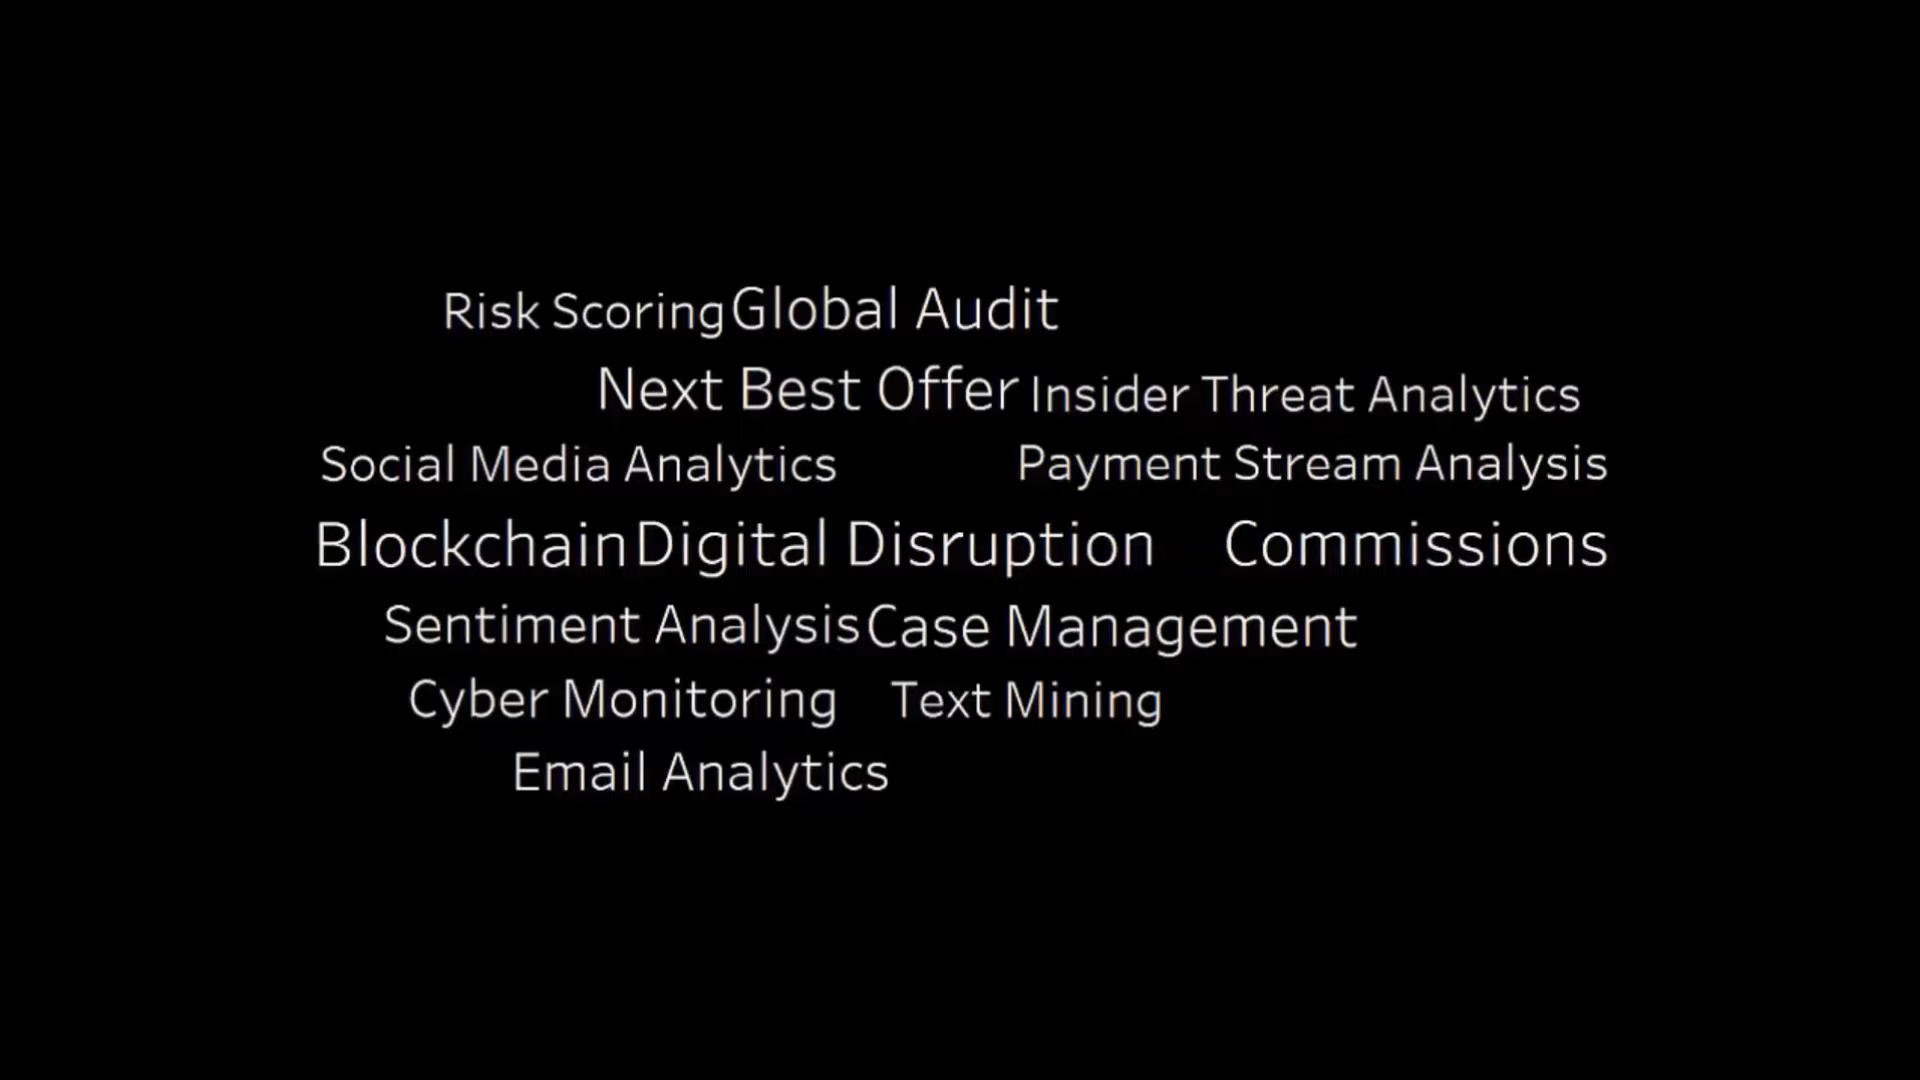 Risk Scoring Global Audit
Next Best Offer Insider Threat Analytics
Social Media Analytics Payment Stream Analysis
Blockchain Digital Disruption Commissions
Sentiment Analysis Case Management
Cyber Monitoring Text Mining
Email Analytics